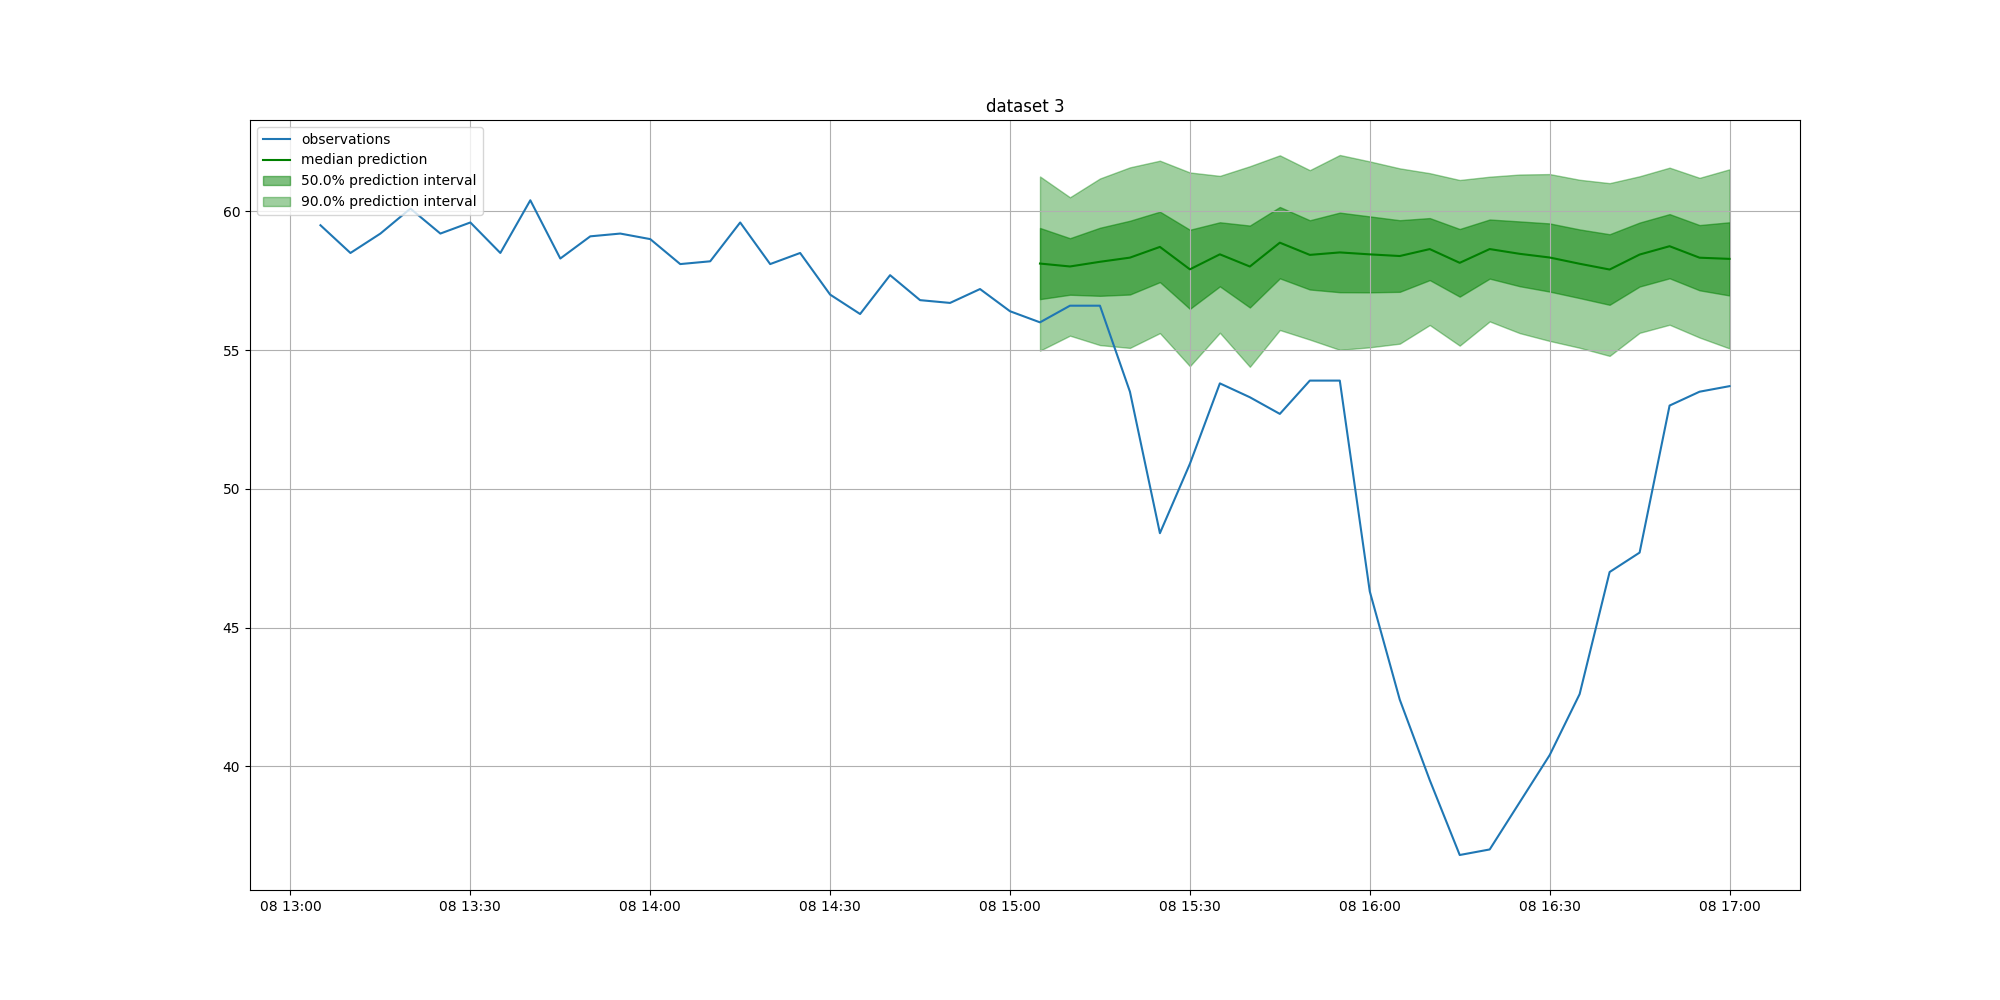 dataset 3
observations
median prediction
50.0% prediction interval
90.0% prediction interval
60
55
50
45
40
08 13:00 08 13:30 08 14:00 08 14:30 08 15:00 08 15:30 08 16:00 08 16:30 08 17:00